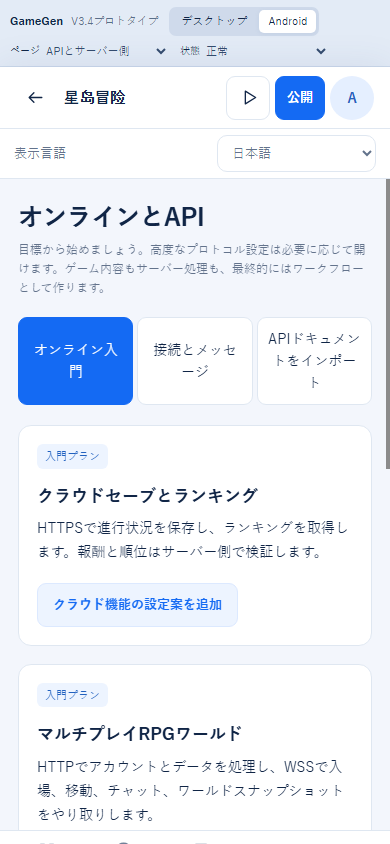 GameGen V3.4プロトタイプ デスクトップ Android
ページ APIとサーバー側 状態 正常
星岛冒险 公開 A
表示言語 日本語
オンラインとAPI
目標から始めましょう。高度なプロトコル設定は必要に応じて開
けます。ゲーム内容もサーバー処理も、最終的にはワークフロー
として作ります。
オンライン入
門
接続とメッセ
ージ
APIドキュメン
トをインポー
ト
入門プラン
クラウドセーブとランキング
HTTPSで進行状況を保存し、ランキングを取得し
ます。報酬と順位はサーバー側で検証します。
クラウド機能の設定案を追加
入門プラン
マルチプレイRPGワールド
HTTPでアカウントとデータを処理し、WSSで入
場、移動、チャット、ワールドスナップショット
をやり取りします。